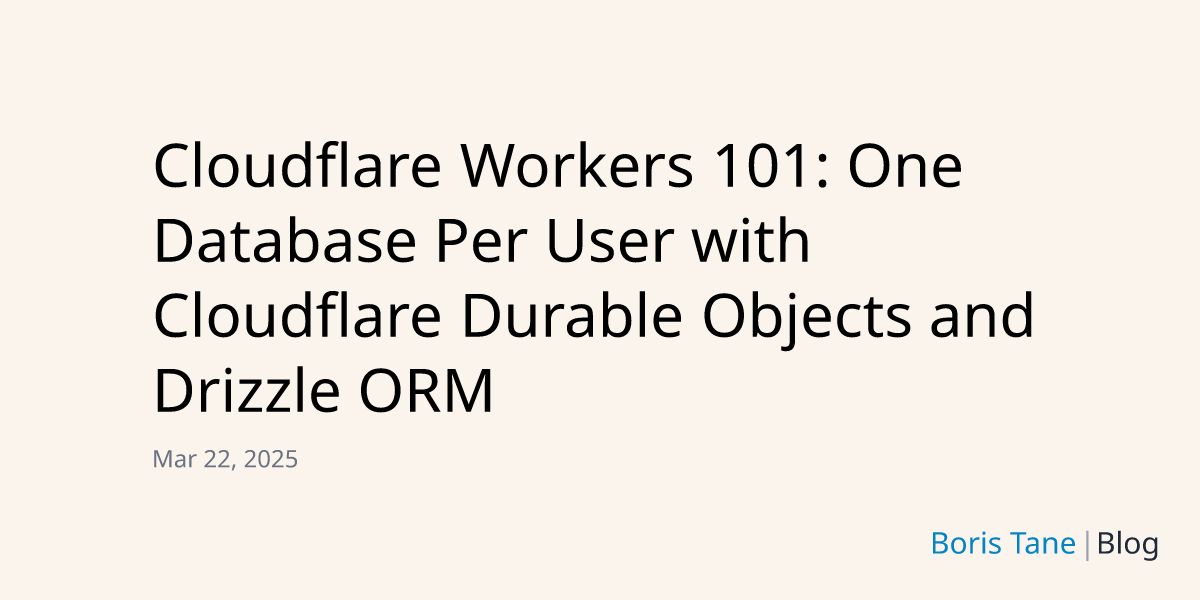 Cloudflare Workers 101: One
Database Per User with
Cloudflare Durable Objects and
Drizzle ORM
Mar 22, 2025
Boris Tane | Blog